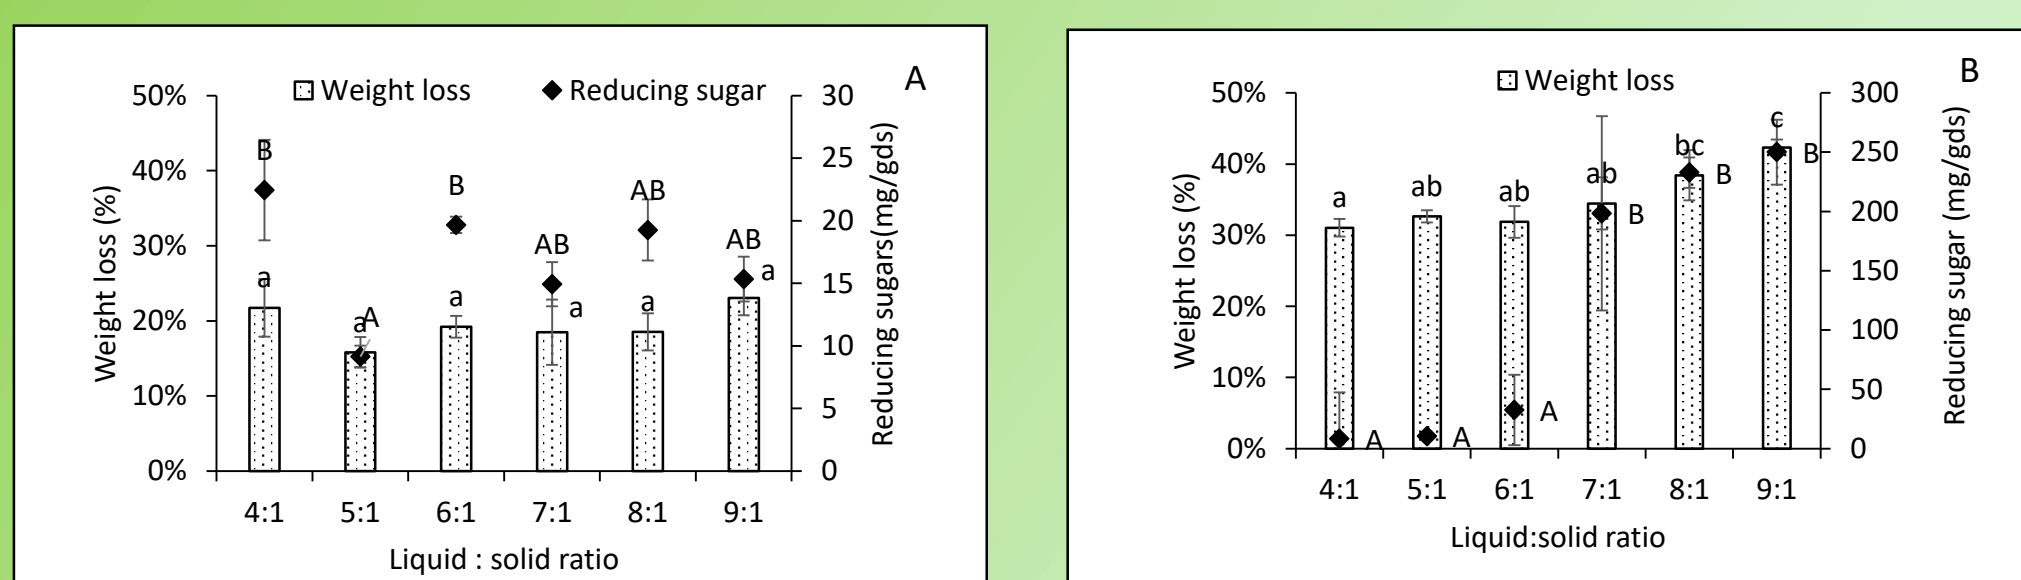 A
Weight loss
Reducing sugar
50%
40%
30%
20%
10%
0%
Weight loss (%)
30
25
20
15
10
5
0
Reducing sugars(mg/gds)
B
A
B
AB
AB
AB
a
a
a
a
a
a
4:1
5:1
6:1
7:1
8:1
9:1
Liquid : solid ratio
B
Weight loss
50%
40%
30%
20%
10%
0%
Weight loss (%)
300
250
200
150
100
50
0
Reducing sugar (mg/gds)
a
ab
ab
ab
bc
c
A
A
A
B
B
B
4:1
5:1
6:1
7:1
8:1
9:1
Liquid:solid ratio